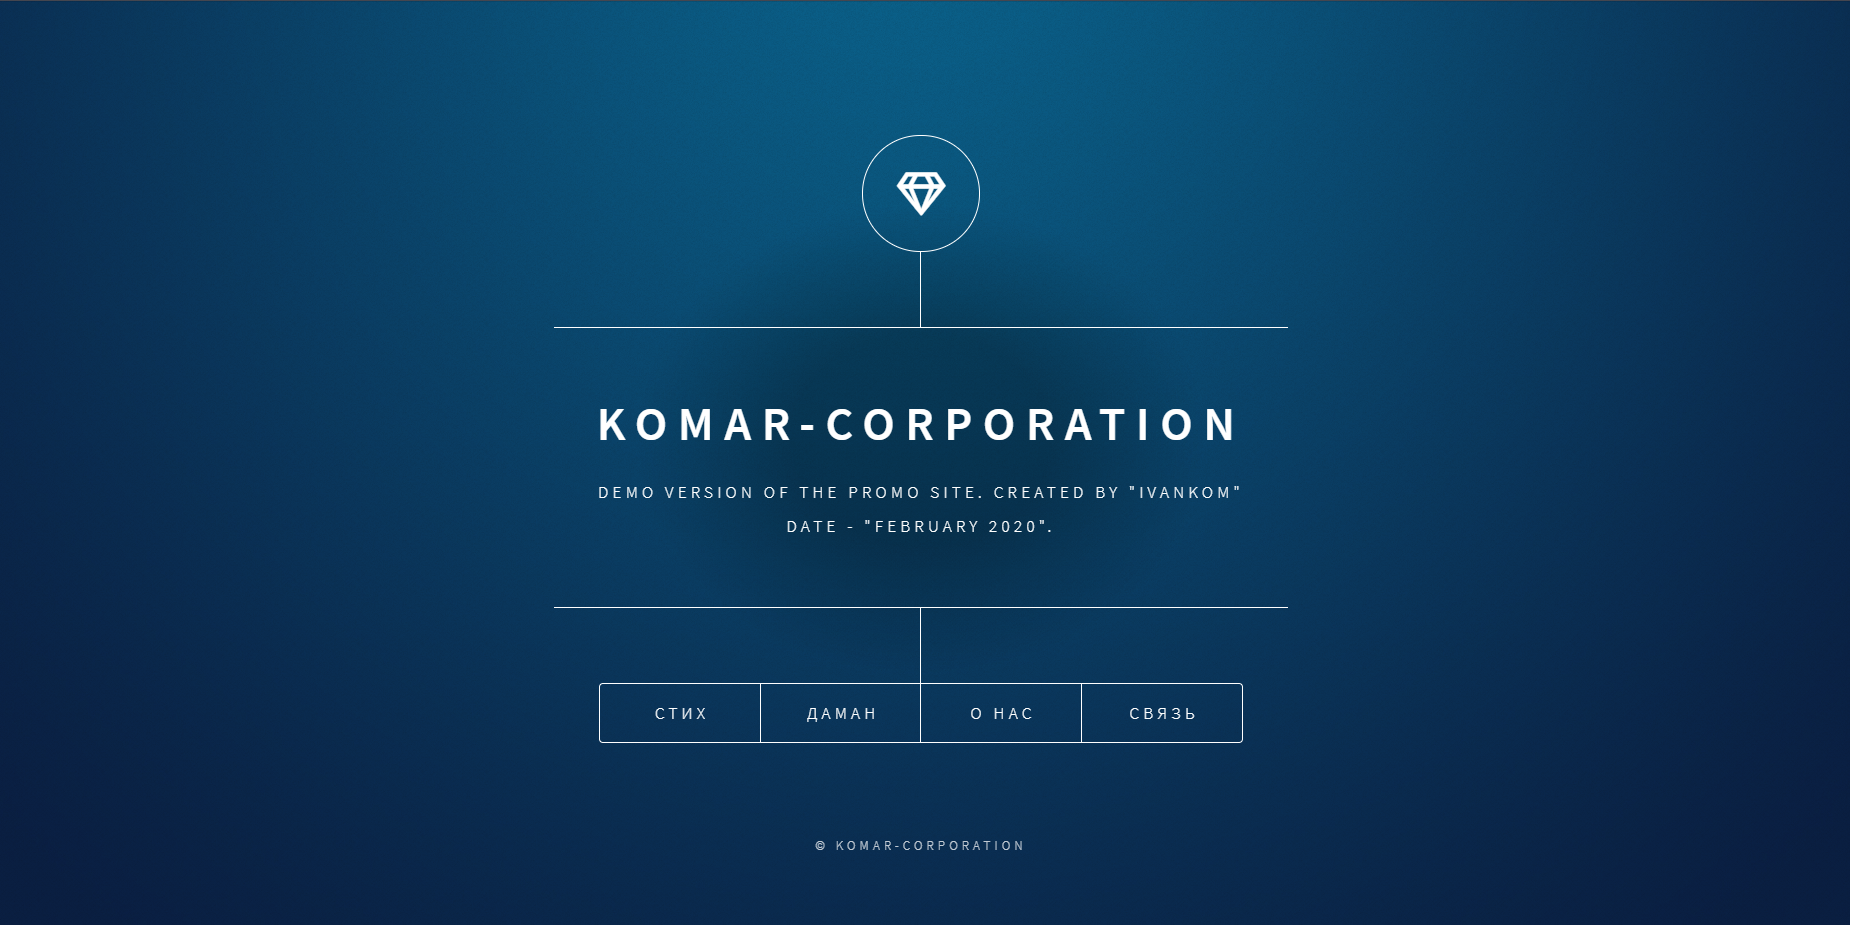 KOMAR-CORPORATION
DEMO VERSION OF THE PROMO SITE. CREATED BY "IVANKOM"
DATE - "FEBRUARY 2020".
СТИХ ДАМАН О НАС СВЯЗЬ
© KOMAR-CORPORATION